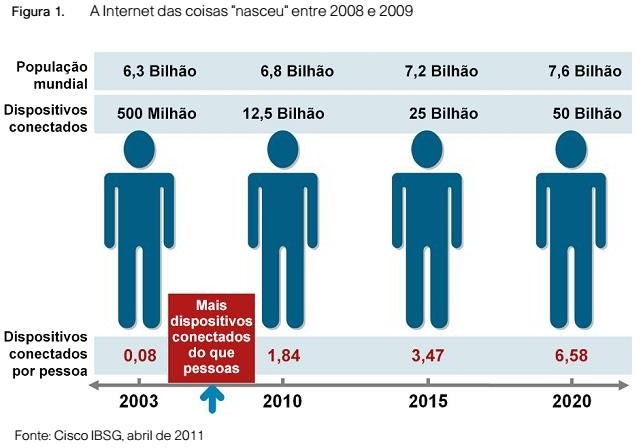 Figura 1. A Internet das coisas "nasceu" entre 2008 e 2009
População mundial 6,3 Bilhão 6,8 Bilhão 7,2 Bilhão 7,6 Bilhão
Dispositivos conectados 500 Milhão 12,5 Bilhão 25 Bilhão 50 Bilhão
Mais
dispositivos
conectados
do que
pessoas
Dispositivos
conectados
por pessoa
0,08 1,84 3,47 6,58
2003 2010 2015 2020
Fonte: Cisco IBSG, abril de 2011